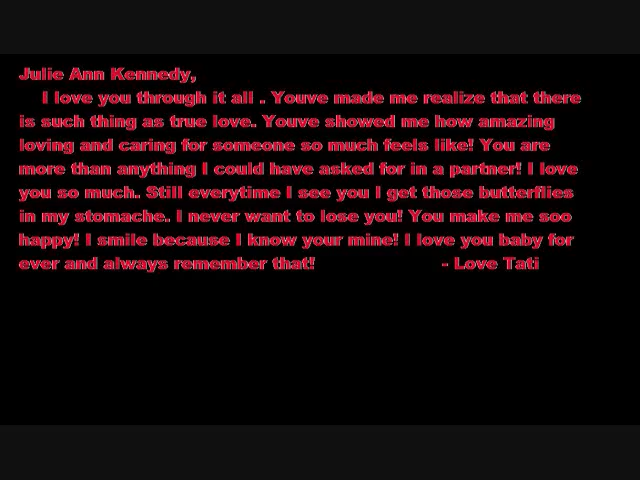 Julie Ann Kennedy,
I love you through it all . Youve made me realize that there
is such thing as true love. Youve showed me how amazing
loving and caring for someone so much feels like! You are
more than anything I could have asked for in a partner! I love
you so much. Still everytime I see you I get those butterflies
in my stomache. I never want to lose you! You make me soo
happy! I smile because I know your mine! I love you baby for
ever and always remember that! - Love Tati